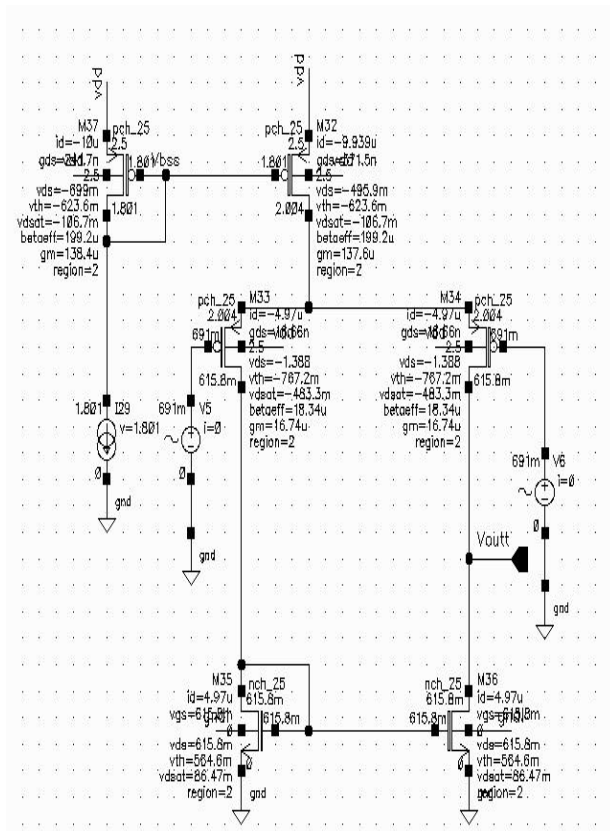 vdd
vdd
M37
pch_25
id=-10u
2.5
2.5
1.801
Vbss
vds=-699m
vth=-623.6m
1.801
vdsat=-106.7m
betaeff=199.2u
gm=138.4u
region=2
pch_25
M32
2.5
id=-9.939u
1.801
2.5
vds=-495.9m
vth=-623.6m
2.004
vdsat=-106.7m
betaeff=199.2u
gm=137.6u
region=2
pch_25
M33
2.004
id=-4.97u
691m
2.5
vds=-1.388
vth=-767.2m
615.8m
vdsat=-483.3m
betaeff=18.34u
gm=16.74u
region=2
M34
pch_25
id=-4.97u
2.004
691m
2.5
vds=-1.388
vth=-767.2m
615.8m
vdsat=-483.3m
betaeff=18.34u
gm=16.74u
region=2
1.801
I29
v=1.801
0
gnd
691m
V5
i=0
gnd
691m
V6
i=0
0
gnd
Voutt
M35
nch_25
id=4.97u
615.8m
615.8m
0
vds=615.8m
vth=564.6m
0
vdsat=86.47m
region=2
gnd
nch_25
M36
615.8m
id=4.97u
615.8m
0
vds=615.8m
vth=564.6m
0
vdsat=86.47m
region=2
gnd